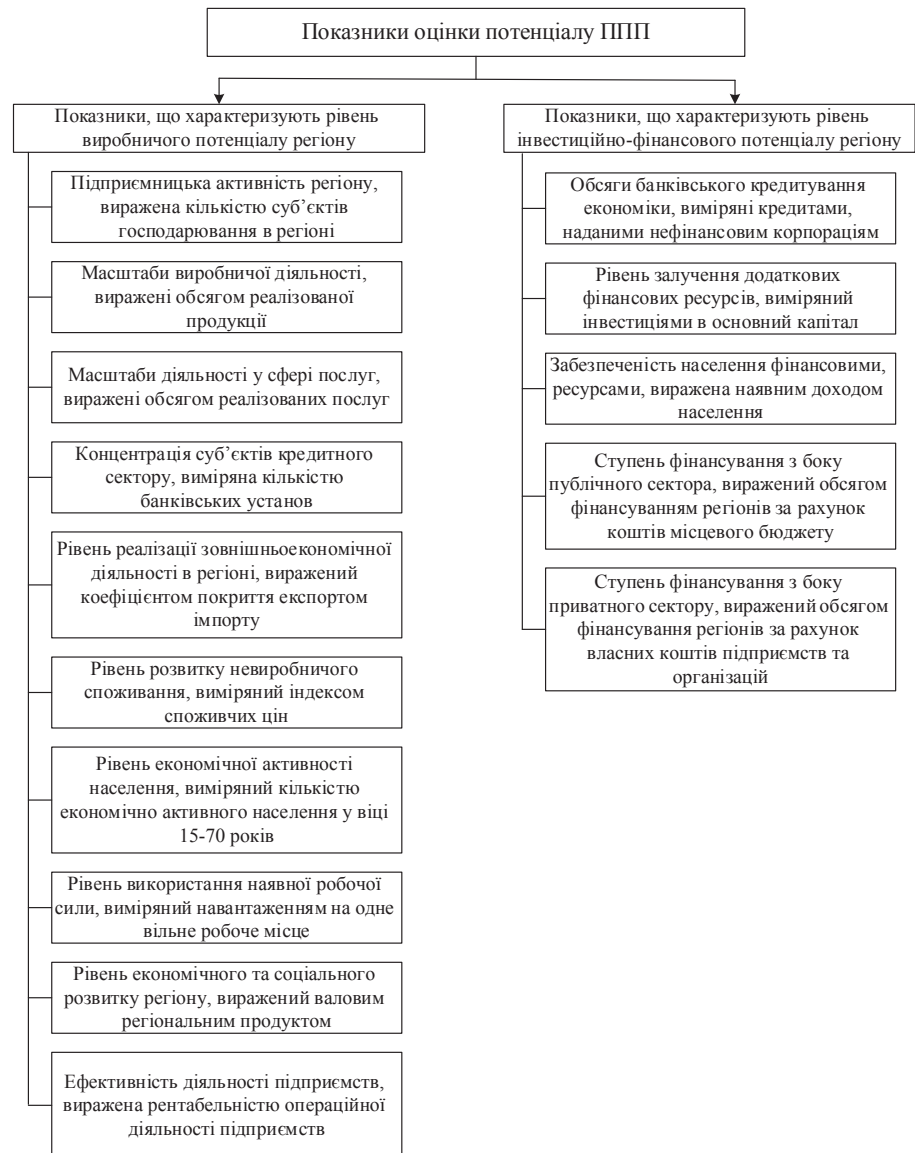 Показники оцінки потенціалу ППП
Показники, що характеризують рівень
виробничого потенціалу регіону
Підприємницька активність регіону,
виражена кількістю суб’єктів
господарювання в регіоні
Масштаби виробничої діяльності,
виражені обсягом реалізованої
продукції
Масштаби діяльності у сфері послуг,
виражені обсягом реалізованих послуг
Концентрація суб’єктів кредитного
сектору, виміряна кількістю
банківських установ
Рівень реалізації зовнішньоекономічної
діяльності в регіоні, виражений
коефіцієнтом покриття експортом
імпорту
Рівень розвитку невиробничого
споживання, виміряний індексом
споживчих цін
Рівень економічної активності
населення, виміряний кількістю
економічно активного населення у віці
15-70 років
Рівень використання наявної робочої
сили, виміряний навантаженням на одне
вільне робоче місце
Рівень економічного та соціального
розвитку регіону, виражений валовим
регіональним продуктом
Ефективність діяльності підприємств,
виражена рентабельністю операційної
діяльності підприємств
Показники, що характеризують рівень
інвестиційно-фінансового потенціалу регіону
Обсяги банківського кредитування
економіки, виміряні кредитами,
наданими нефінансовим корпораціям
Рівень залучення додаткових
фінансових ресурсів, виміряний
інвестиціями в основний капітал
Забезпеченість населення фінансовими,
ресурсами, виражена наявним доходом
населення
Ступень фінансування з боку
публічного сектора, виражений обсягом
фінансуванням регіонів за рахунок
коштів місцевого бюджету
Ступень фінансування з боку
приватного сектору, виражений обсягом
фінансування регіонів за рахунок
власних коштів підприємств та
організацій